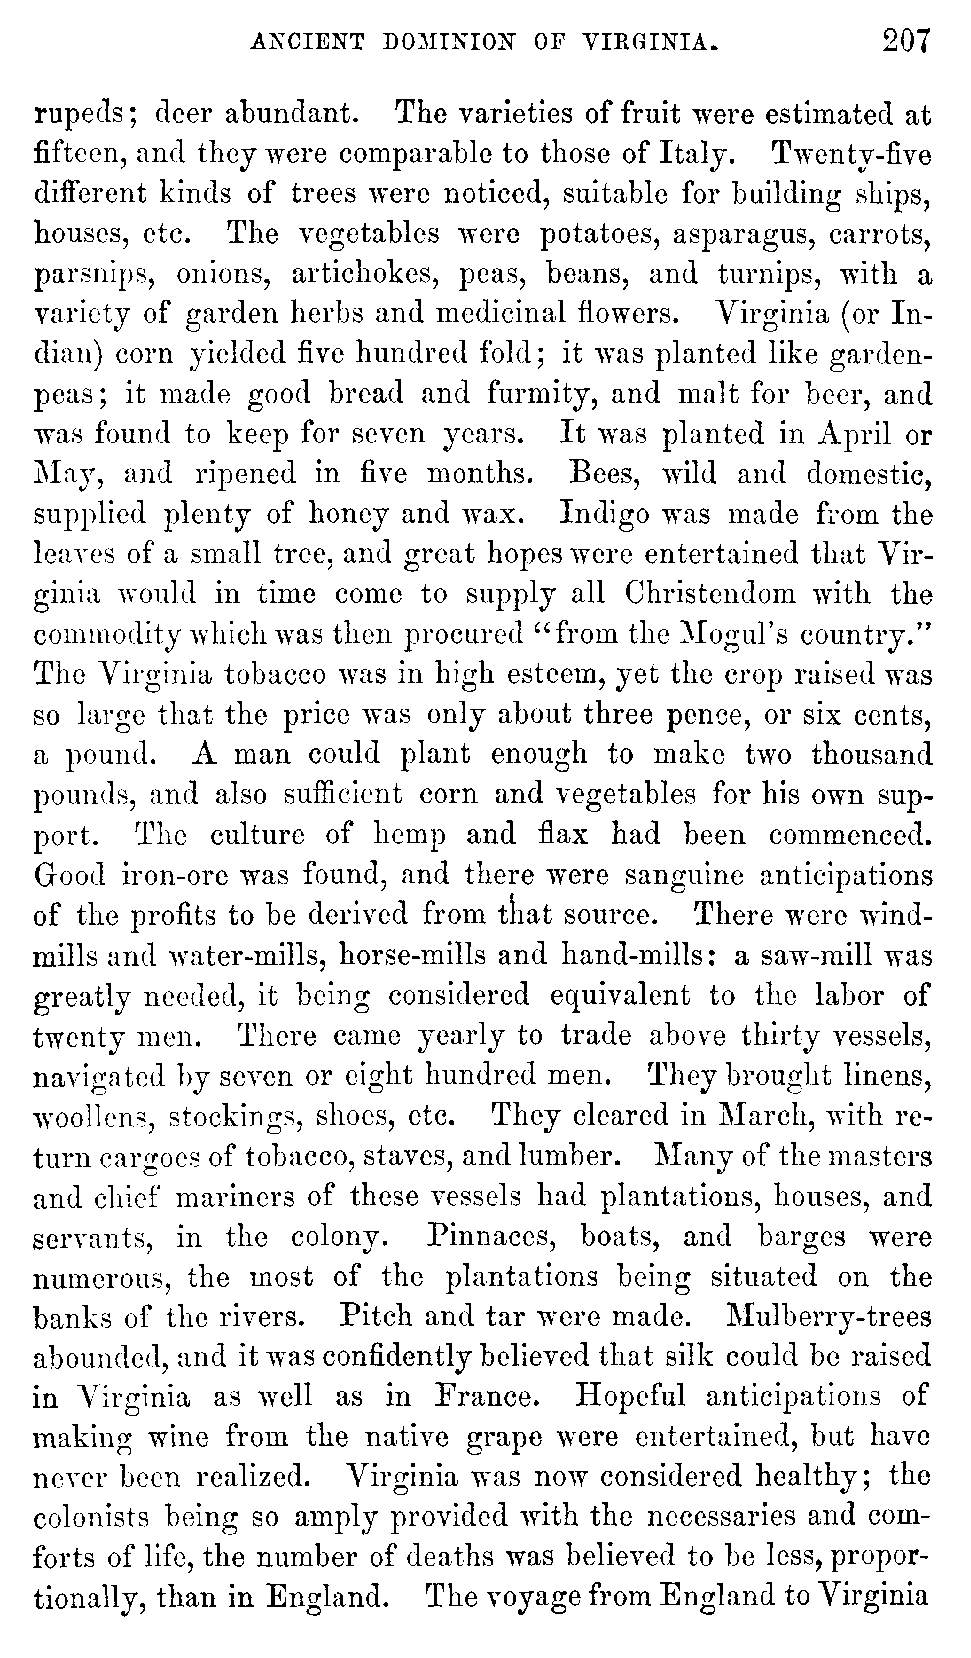 ANCIENT DOMINION OF VIRGINIA. 207
rupeds; deer abundant. The varieties of fruit were estimated at
fifteen, and they were comparable to those of Italy. Twenty-five
different kinds of trees were noticed, suitable for building ships,
houses, etc. The vegetables were potatoes, asparagus, carrots,
parsnips, onions, artichokes, peas, beans, and turnips, with a
variety of garden herbs and medicinal flowers. Virginia (or In-
dian) corn yielded five hundred fold; it was planted like garden-
peas; it made good bread and furmity, and malt for beer, and
was found to keep for seven years. It was planted in April or
May, and ripened in five months. Bees, wild and domestic,
supplied plenty of honey and wax. Indigo was made from the
leaves of a small tree, and great hopes were entertained that Vir-
ginia would in time come to supply all Christendom with the
commodity which was then procured "from the Mogul's country."
The Virginia tobacco was in high esteem, yet the crop raised was
so large that the price was only about three pence, or six cents,
a pound. A man could plant enough to make two thousand
pounds, and also sufficient corn and vegetables for his own sup-
port. The culture of hemp and flax had been commenced.
Good iron-ore was found, and there were sanguine anticipations
of the profits to be derived from that source. There were wind-
mills and water-mills, horse-mills and hand-mills: a saw-mill was
greatly needed, it being considered equivalent to the labor of
twenty men. There came yearly to trade above thirty vessels,
navigated by seven or eight hundred men. They brought linens,
woollens, stockings, shoes, etc. They cleared in March, with re-
turn cargoes of tobacco, staves, and lumber. Many of the masters
and chief mariners of these vessels had plantations, houses, and
servants, in the colony. Pinnaces, boats, and barges were
numerous, the most of the plantations being situated on the
banks of the rivers. Pitch and tar were made. Mulberry-trees
abounded, and it was confidently believed that silk could be raised
in Virginia as well as in France. Hopeful anticipations of
making wine from the native grape were entertained, but have
never been realized. Virginia was now considered healthy; the
colonists being so amply provided with the necessaries and com-
forts of life, the number of deaths was believed to be less, propor-
tionally, than in England. The voyage from England to Virginia